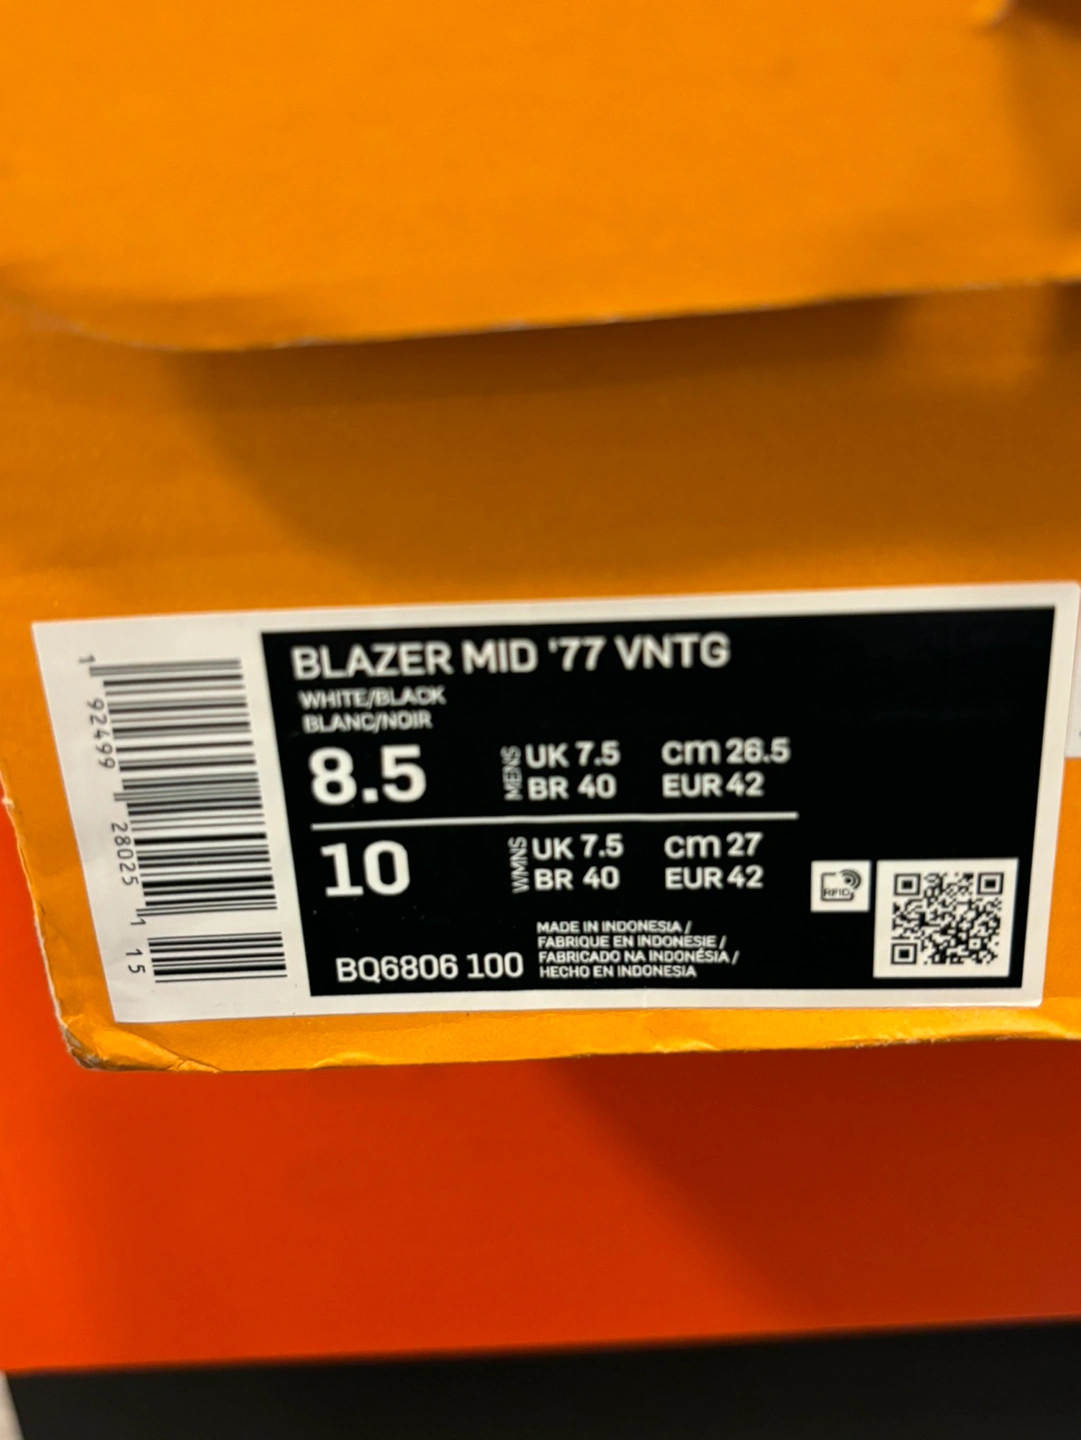 BLAZER MID '77 VNTG
WHITE/BLACK
BLANC/NOIR
8.5 MENS UK 7.5 cm 26.5
BR 40 EUR 42
10 WMNS UK 7.5 cm 27
BR 40 EUR 42
RFID
BQ6806 100
MADE IN INDONESIA /
FABRIQUE EN INDONESIE /
FABRICADO NA INDONÉSIA /
HECHO EN INDONESIA
1 92499 28025 1 15